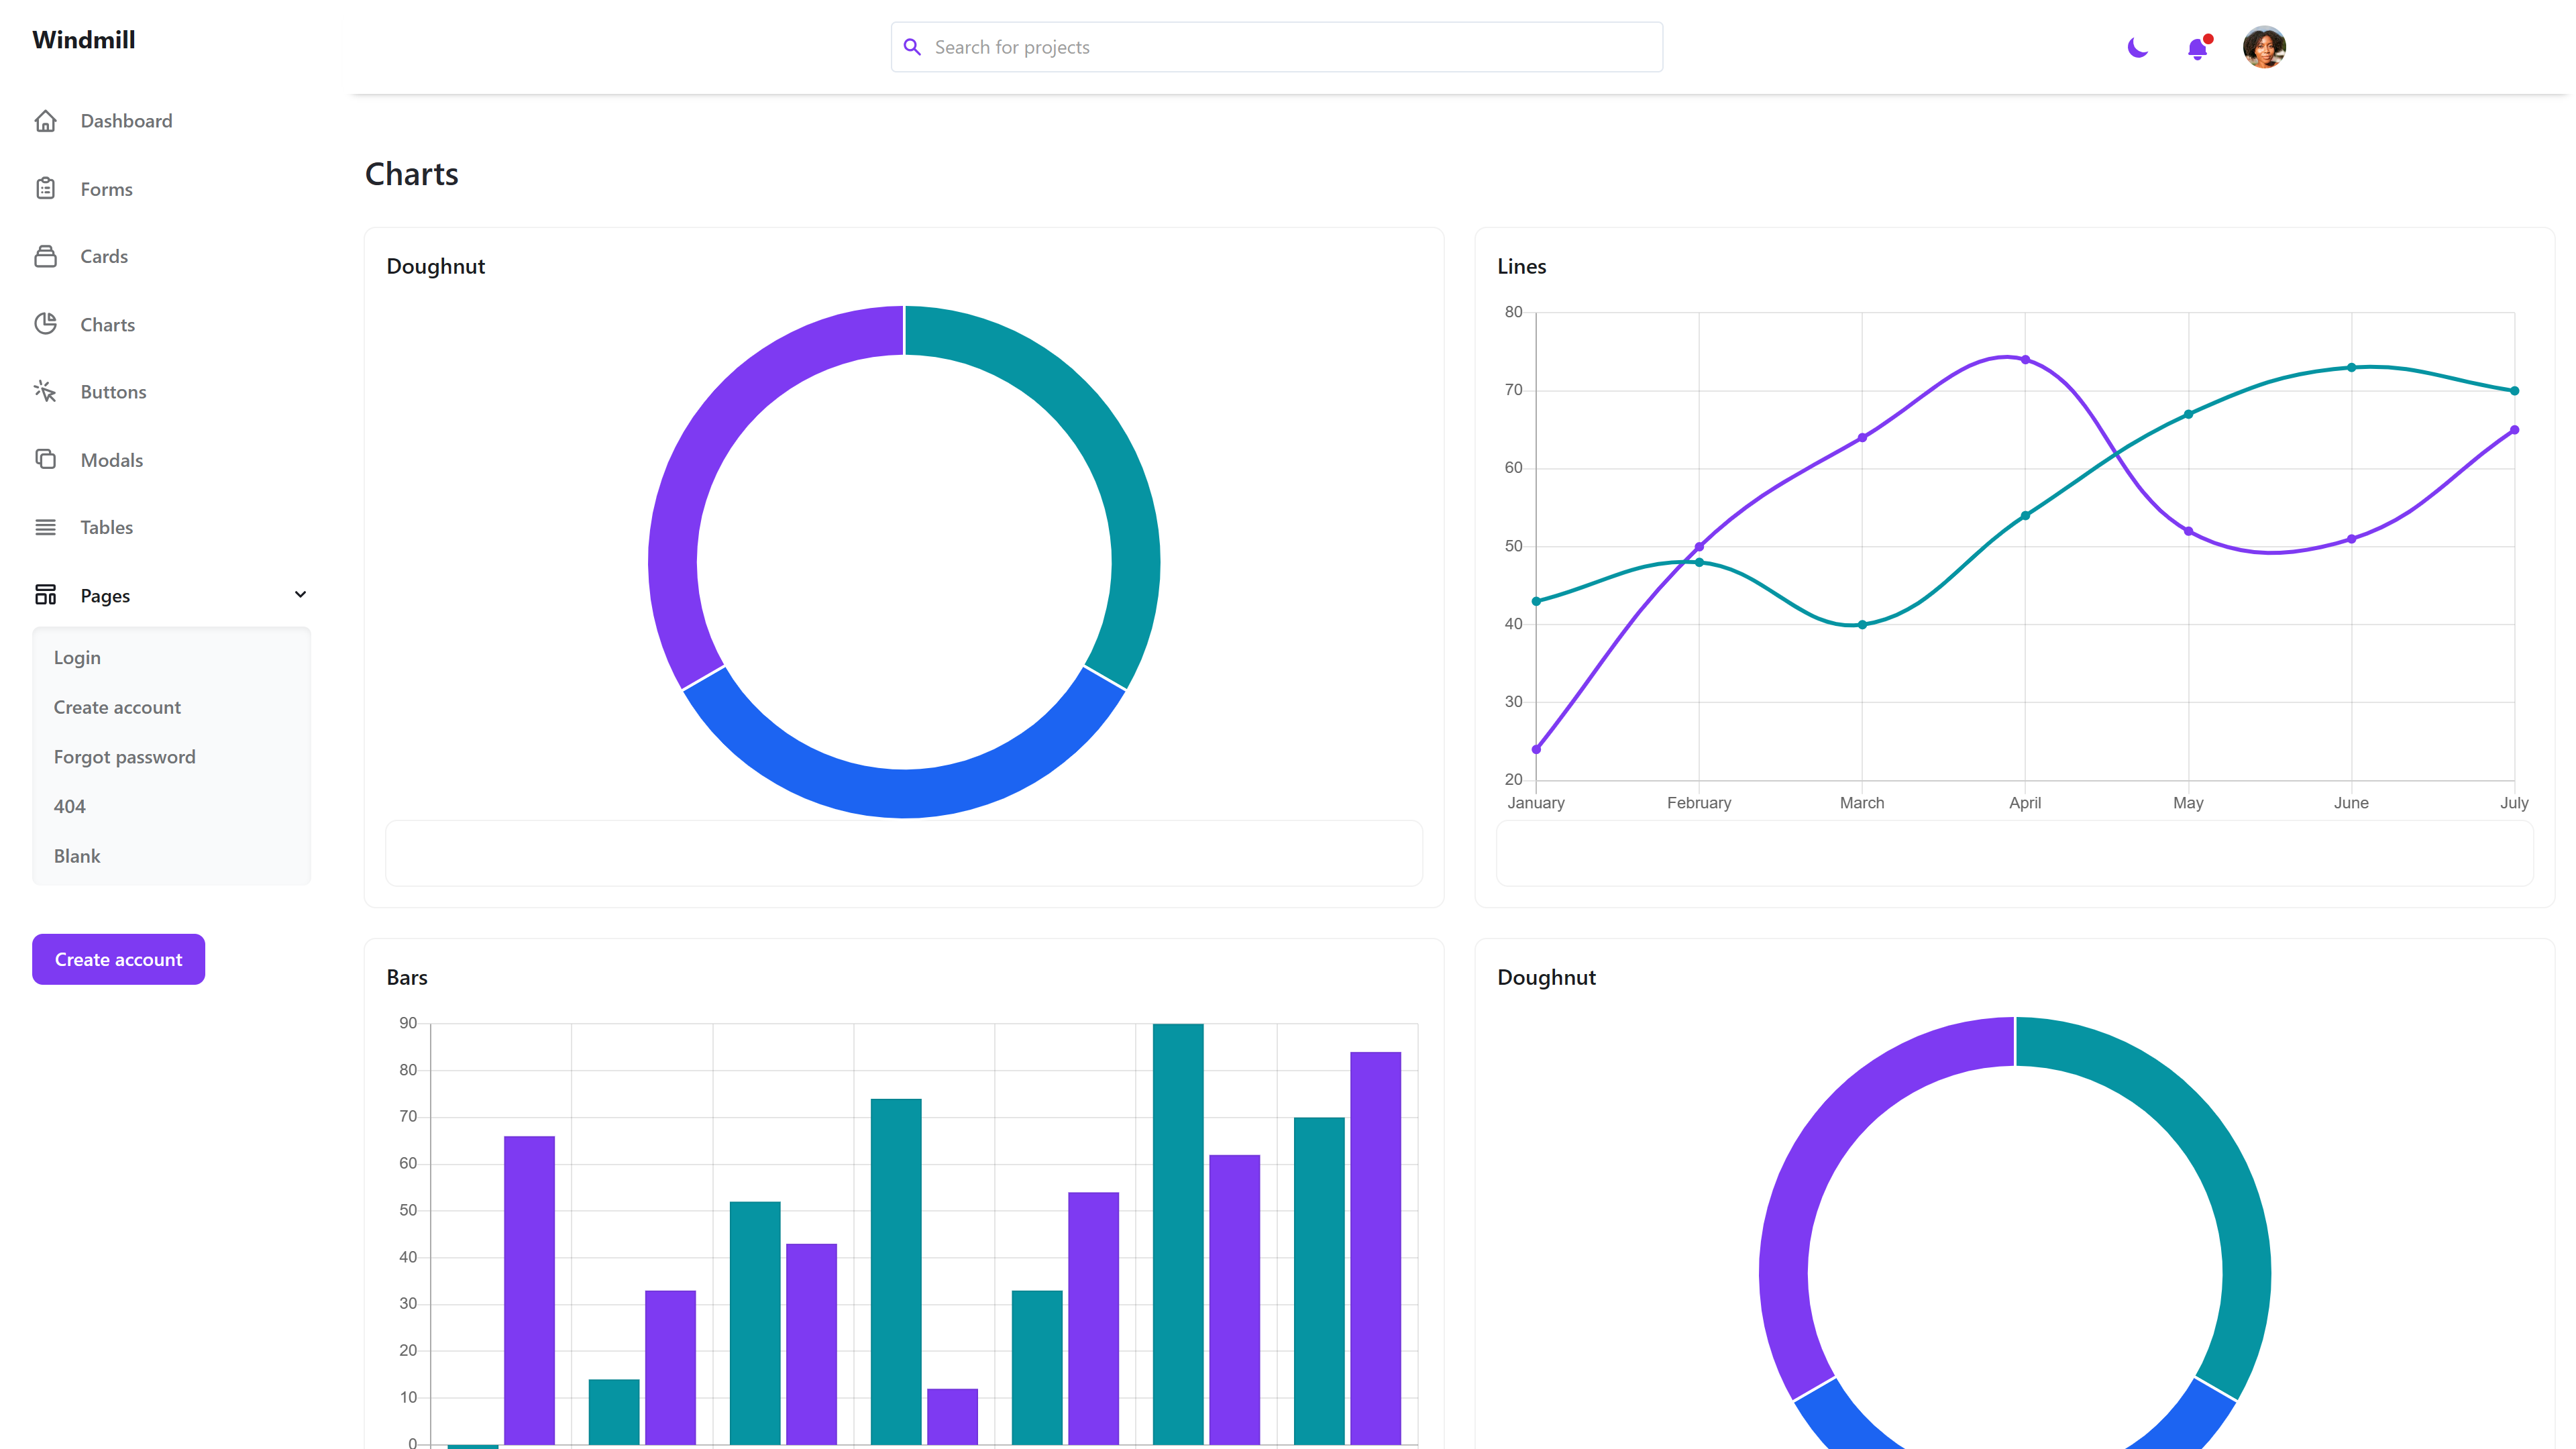 Windmill
Search for projects
Dashboard
Forms
Cards
Charts
Buttons
Modals
Tables
Pages
Login
Create account
Forgot password
404
Blank
Create account
Charts
Doughnut
Lines
80
70
60
50
40
30
20
January February March April May June July
Bars
90
80
70
60
50
40
30
20
10
0
Doughnut